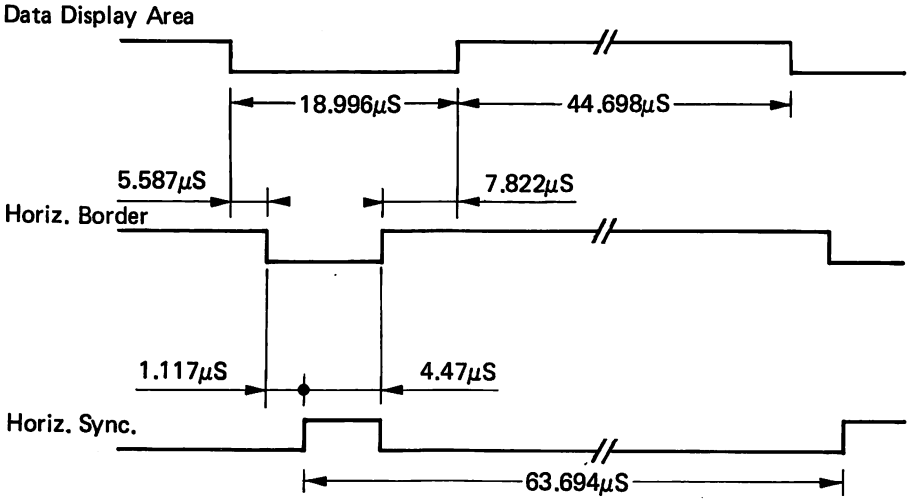 Data Display Area
18.996μS
44.698μS
5.587μS
7.822μS
Horiz. Border
1.117μS
4.47μS
Horiz. Sync.
63.694μS